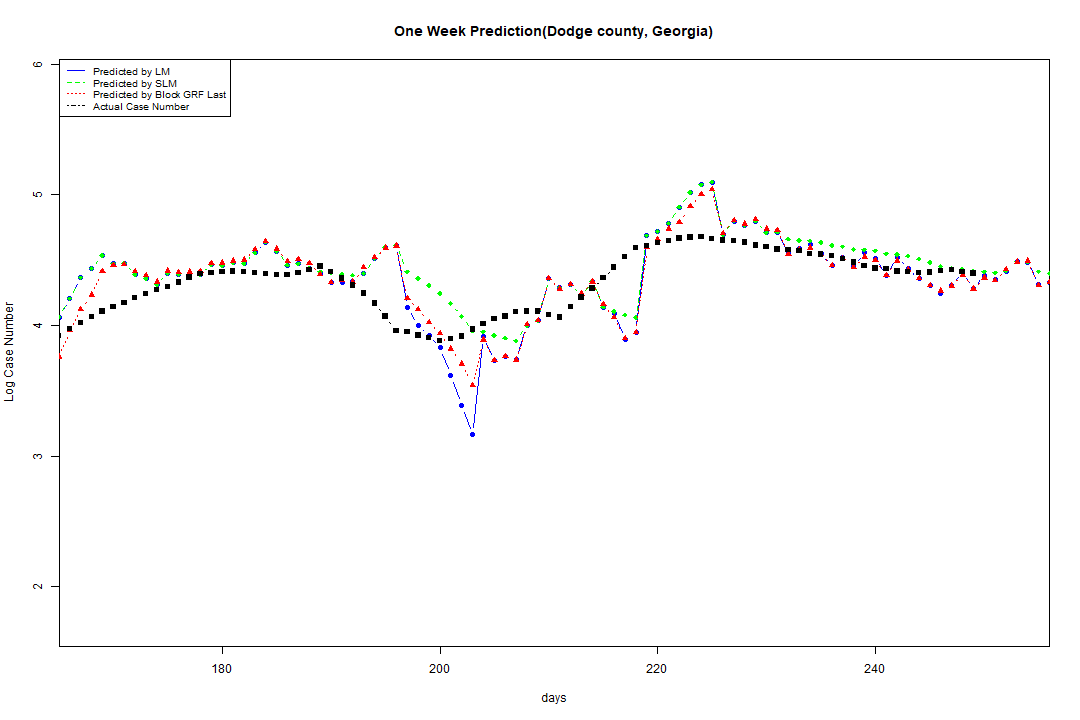 One Week Prediction(Dodge county, Georgia)
Predicted by LM
Predicted by SLM
Predicted by Block GRF Last
Actual Case Number
6
5
4
3
2
Log Case Number
180
200
220
240
days